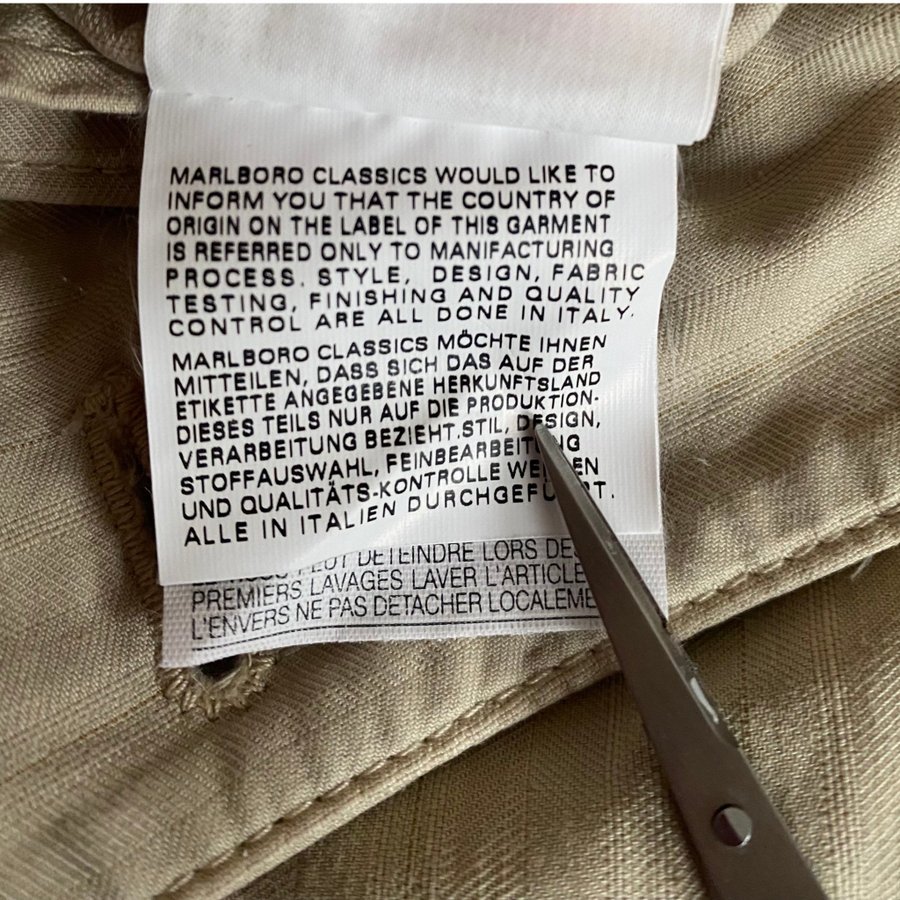 MARLBORO CLASSICS WOULD LIKE TO
INFORM YOU THAT THE COUNTRY OF
ORIGIN ON THE LABEL OF THIS GARMENT
IS REFERRED ONLY TO MANIFACTURING
PROCESS. STYLE, DESIGN, FABRIC
TESTING, FINISHING AND QUALITY
CONTROL ARE ALL DONE IN ITALY.
MARLBORO CLASSICS MÖCHTE IHNEN
MITTEILEN, DASS SICH DAS AUF DER
ETIKETTE ANGEGEBENE HERKUNFTSLAND
DIESES TEILS NUR AUF DIE PRODUKTION-
VERARBEITUNG BEZIEHT. STIL, DESIGN,
STOFFAUSWAHL, FEINBEARBEITUNG
UND QUALITÄTS-KONTROLLE WERDEN
ALLE IN ITALIEN DURCHGEFÜHRT.
PEUT DETEINDRE LORS DES
PREMIERS LAVAGES LAVER L'ARTICLE
L'ENVERS NE PAS DETACHER